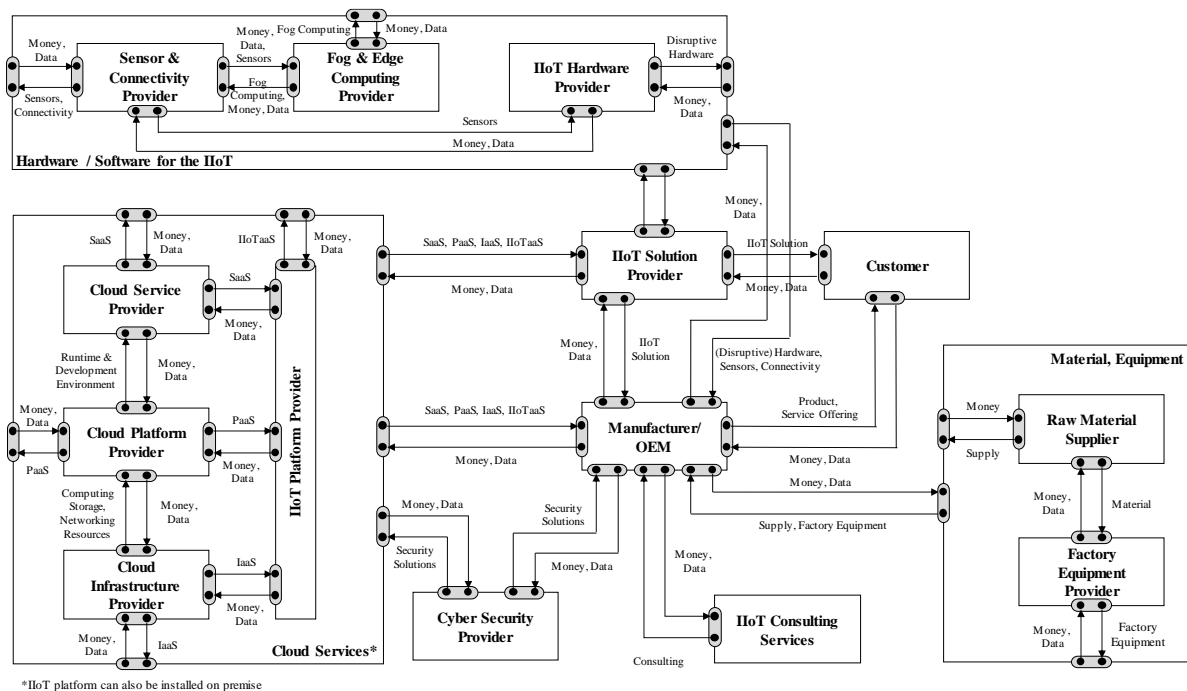 Fog Computing
Money, Data
Money,
Data
Sensors,
Connectivity
Sensor &
Connectivity
Provider
Money,
Data,
Sensors
Fog
Computing,
Money, Data
Fog & Edge
Computing
Provider
IIoT Hardware
Provider
Disruptive
Hardware
Money,
Data
Sensors
Money, Data
Hardware / Software for the IIoT
Money,
Data
SaaS
Money,
Data
IIoTaaS
Money,
Data
Cloud Service
Provider
SaaS
Money,
Data
Runtime &
Development
Environment
Money,
Data
Money,
Data
PaaS
Cloud Platform
Provider
PaaS
Money,
Data
IIoT Platform Provider
Computing
Storage,
Networking
Resources
Money,
Data
Cloud
Infrastructure
Provider
IaaS
Money,
Data
Money,
Data
IaaS
Cloud Services*
SaaS, PaaS, IaaS, IIoTaaS
Money, Data
IIoT Solution
Provider
IIoT Solution
Money, Data
Customer
Money,
Data
IIoT
Solution
(Disruptive) Hardware,
Sensors, Connectivity
SaaS, PaaS, IaaS, IIoTaaS
Money, Data
Manufacturer/
OEM
Product,
Service Offering
Money, Data
Money, Data
Supply, Factory Equipment
Money, Data
Security
Solutions
Security
Solutions
Money, Data
Cyber Security
Provider
Money,
Data
Consulting
IIoT Consulting
Services
Material, Equipment
Money
Supply
Raw Material
Supplier
Money,
Data
Material
Factory
Equipment
Provider
Money,
Data
Factory
Equipment
*IIoT platform can also be installed on premise